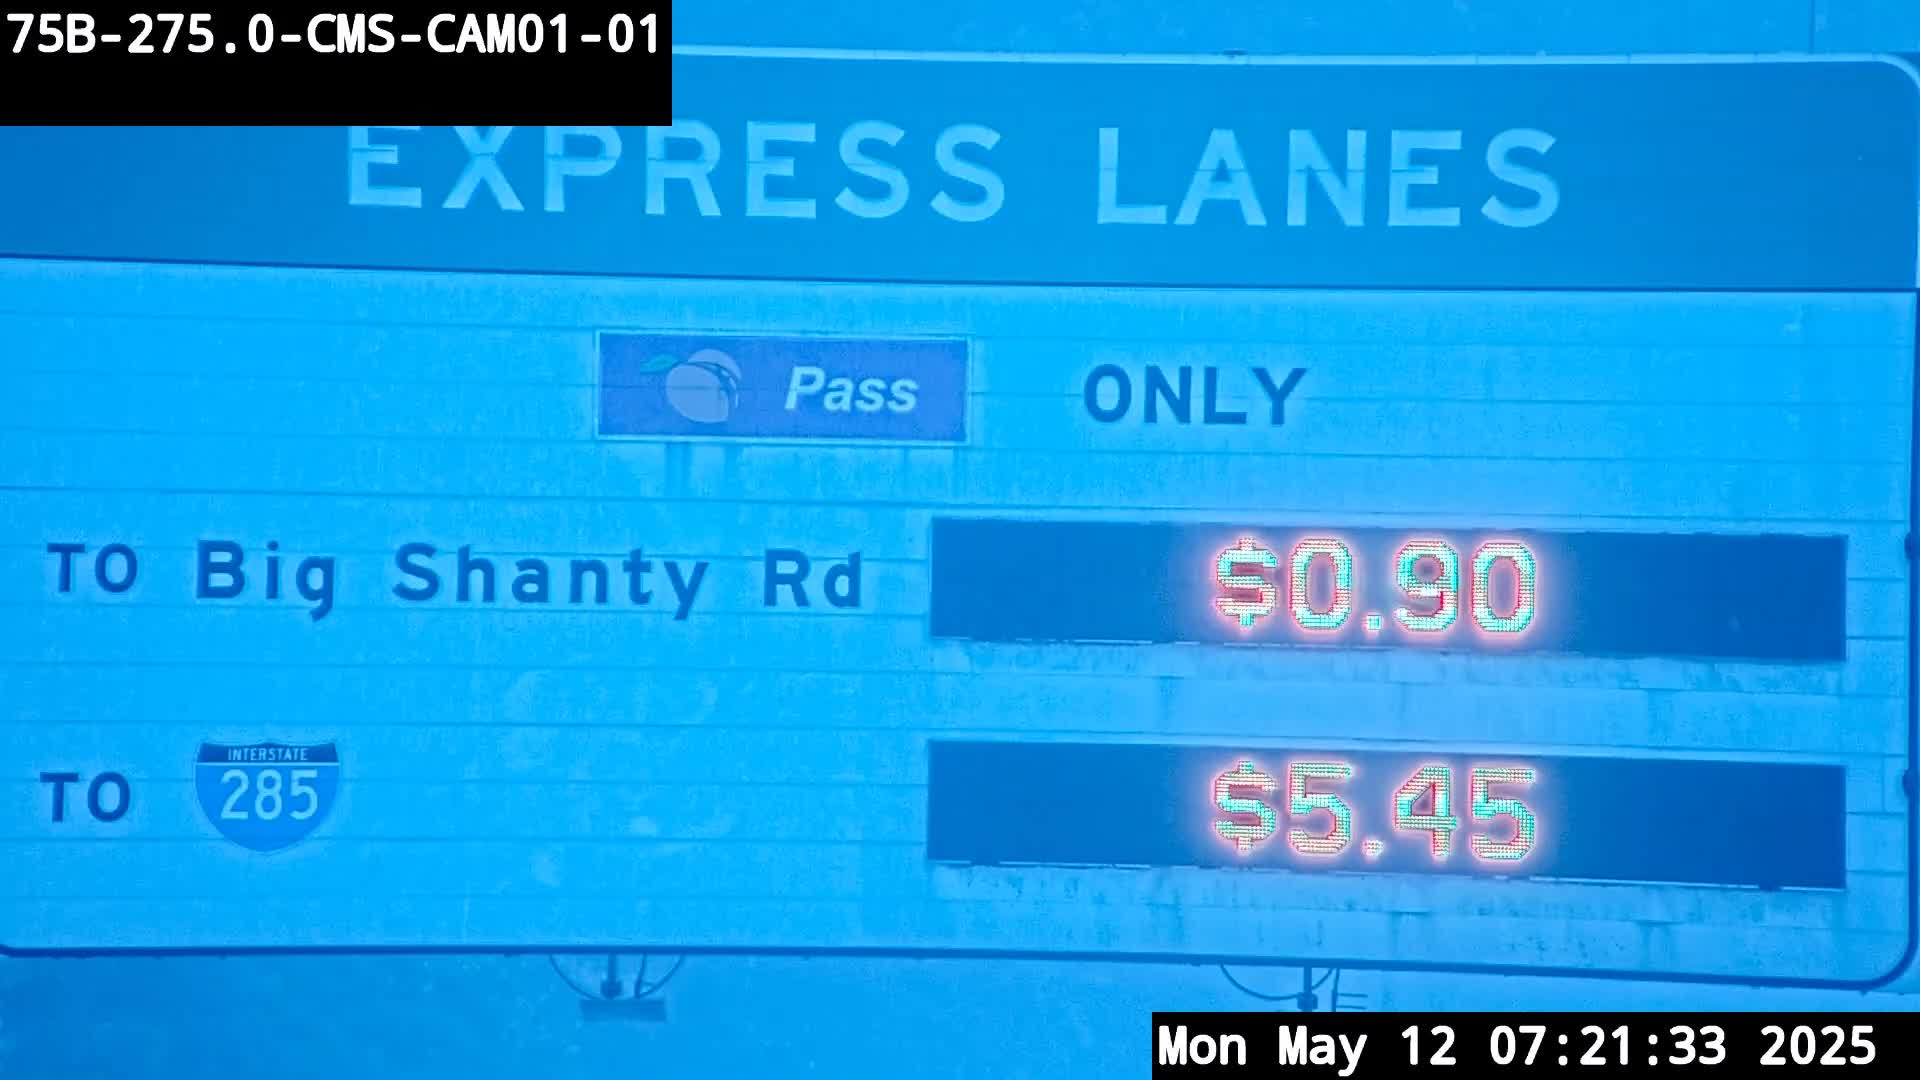 75B-275.0-CMS-CAM01-01
EXPRESS LANES
Pass ONLY
TO Big Shanty Rd $0.90
TO INTERSTATE 285 $5.45
Mon May 12 07:21:33 2025